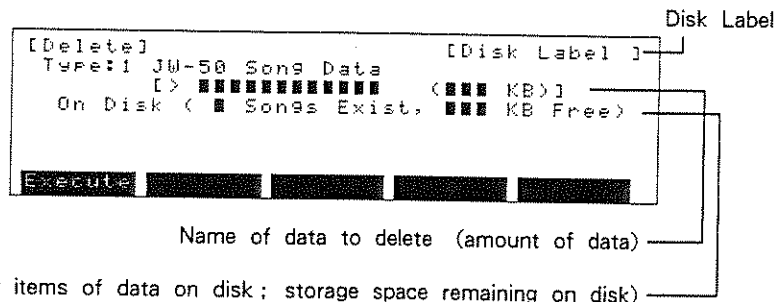 Disk Label
[Delete] [Disk Label ]
Type:1 JW-50 Song Data
[> ■■■■■■■■■■■ (■■■ KB)]
On Disk ( ■ Songs Exist, ■■■ KB Free)
Execute
Name of data to delete (amount of data)
items of data on disk ; storage space remaining on disk)